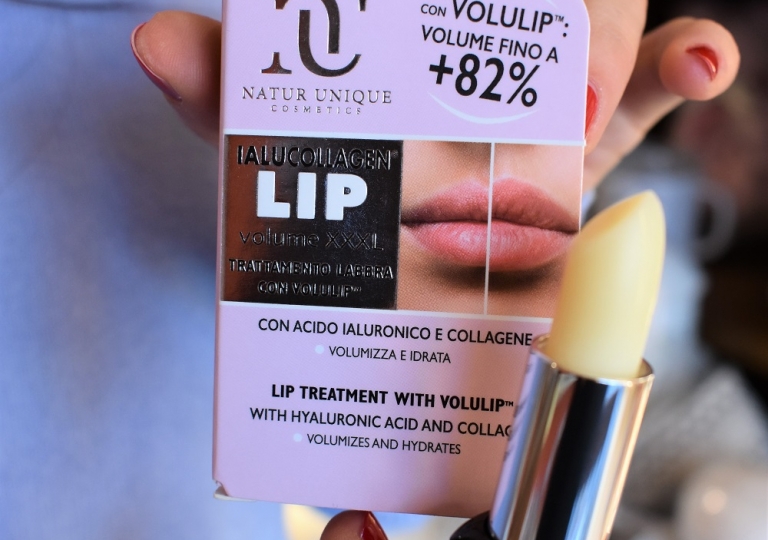 CON VOLULIP™:
VOLUME FINO A
+82%
NATUR UNIQUE
COSMETICS
IALUCOLLAGEN®
LIP
volume XXXL
TRATTAMENTO LABBRA
CON VOLULIP™
CON ACIDO IALURONICO E COLLAGENE
VOLUMIZZA E IDRATA
LIP TREATMENT WITH VOLULIP™
WITH HYALURONIC ACID AND COLLAG
VOLUMIZES AND HYDRATES